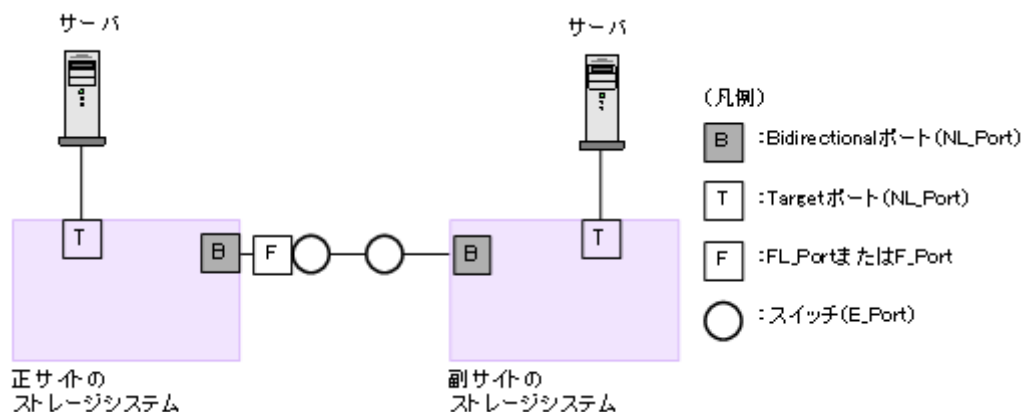 サーバ
サーバ
(凡例)
B :Bidirectionalポート(NL_Port)
T :Targetポート(NL_Port)
F :FL_PortまたはF_Port
:スイッチ(E_Port)
T
T
B
F
B
正サイトの
ストレージシステム
副サイトの
ストレージシステム